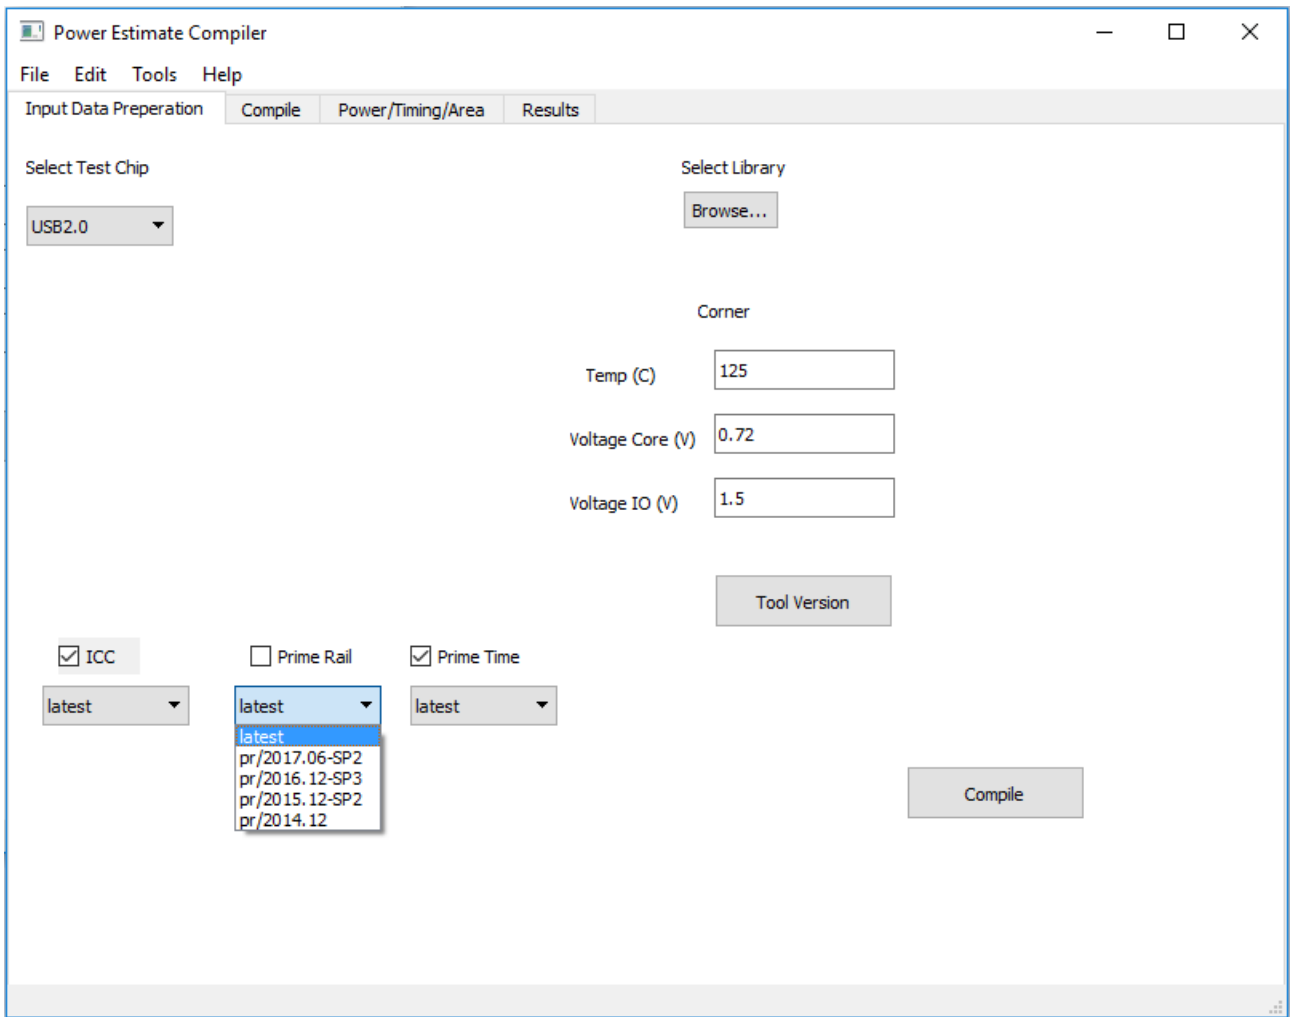 Power Estimate Compiler
File Edit Tools Help
Input Data Preperation Compile Power/Timing/Area Results
Select Test Chip
Select Library
USB2.0
Browse...
Corner
Temp (C) 125
Voltage Core (V) 0.72
Voltage IO (V) 1.5
Tool Version
ICC Prime Rail Prime Time
latest latest latest
latest
pr/2017.06-SP2
pr/2016.12-SP3
pr/2015.12-SP2
pr/2014.12
Compile